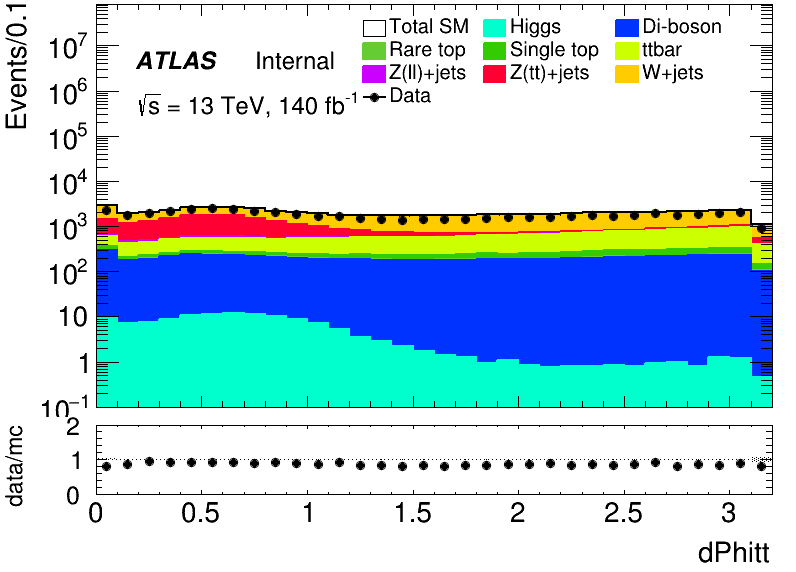 Events/0.1
10⁷
10⁶
10⁵
10⁴
10³
10²
10
1
10⁻¹
ATLAS Internal
√s = 13 TeV, 140 fb⁻¹
Total SM Higgs Di-boson
Rare top Single top ttbar
Z(ll)+jets Z(tt)+jets W+jets
Data
data/mc
2
1
0
0 0.5 1 1.5 2 2.5 3
dPhitt